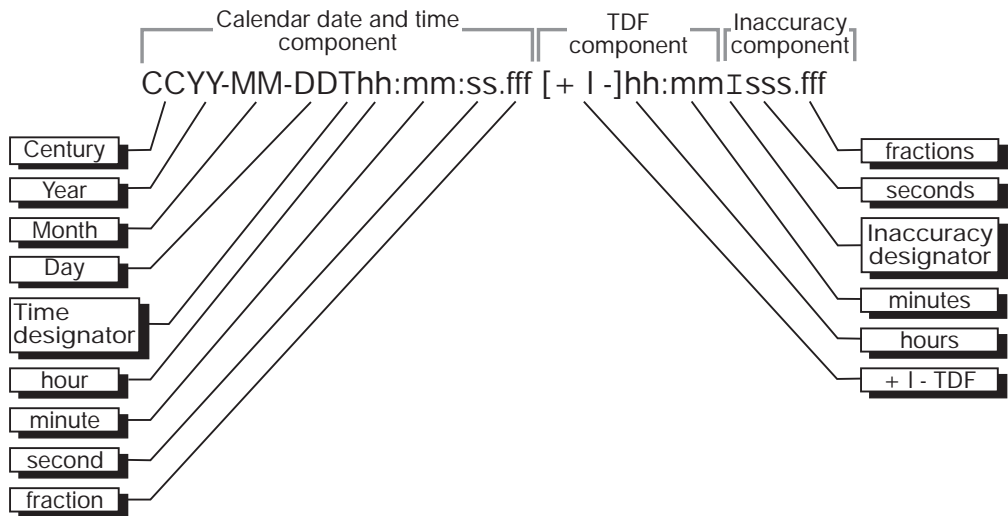 Calendar date and time
component
TDF
component
Inaccuracy
component
CCYY-MM-DDThh:mm:ss.fff [+ I -]hh:mmIsss.fff
Century
Year
Month
Day
Time
designator
hour
minute
second
fraction
fractions
seconds
Inaccuracy
designator
minutes
hours
+ I - TDF